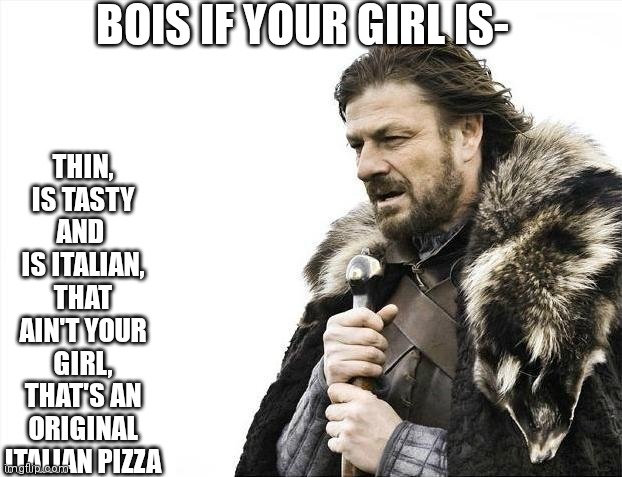 BOIS IF YOUR GIRL IS-
THIN,
IS TASTY
AND
IS ITALIAN,
THAT
AIN'T YOUR
GIRL,
THAT'S AN
ORIGINAL
ITALIAN PIZZA
imgflip.com